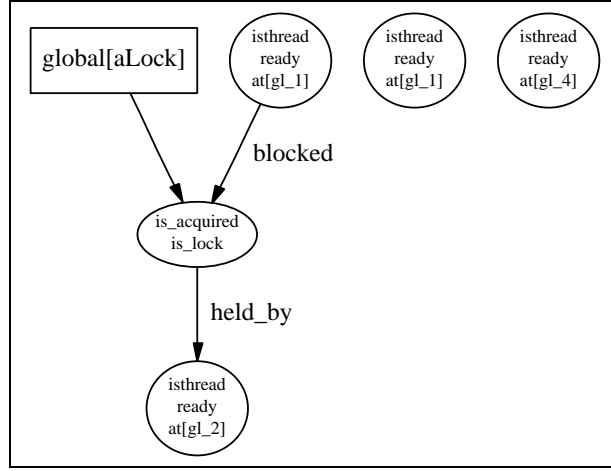 global[aLock]
isthread
ready
at[gl_1]
isthread
ready
at[gl_1]
isthread
ready
at[gl_4]
blocked
is_acquired
is_lock
held_by
isthread
ready
at[gl_2]